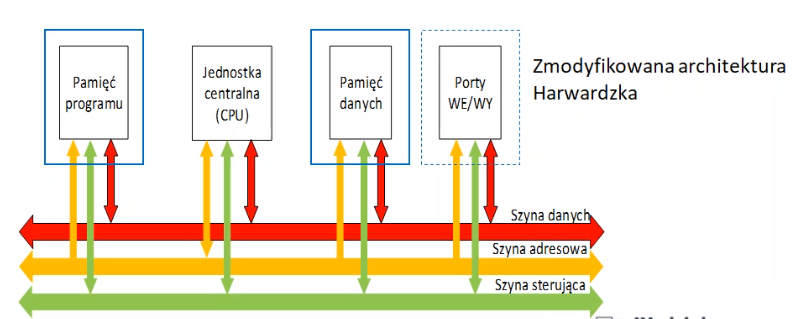 Pamięć
programu
Jednostka
centralna
(CPU)
Pamięć
danych
Porty
WE/WY
Zmodyfikowana architektura
Harwardzka
Szyna danych
Szyna adresowa
Szyna sterująca